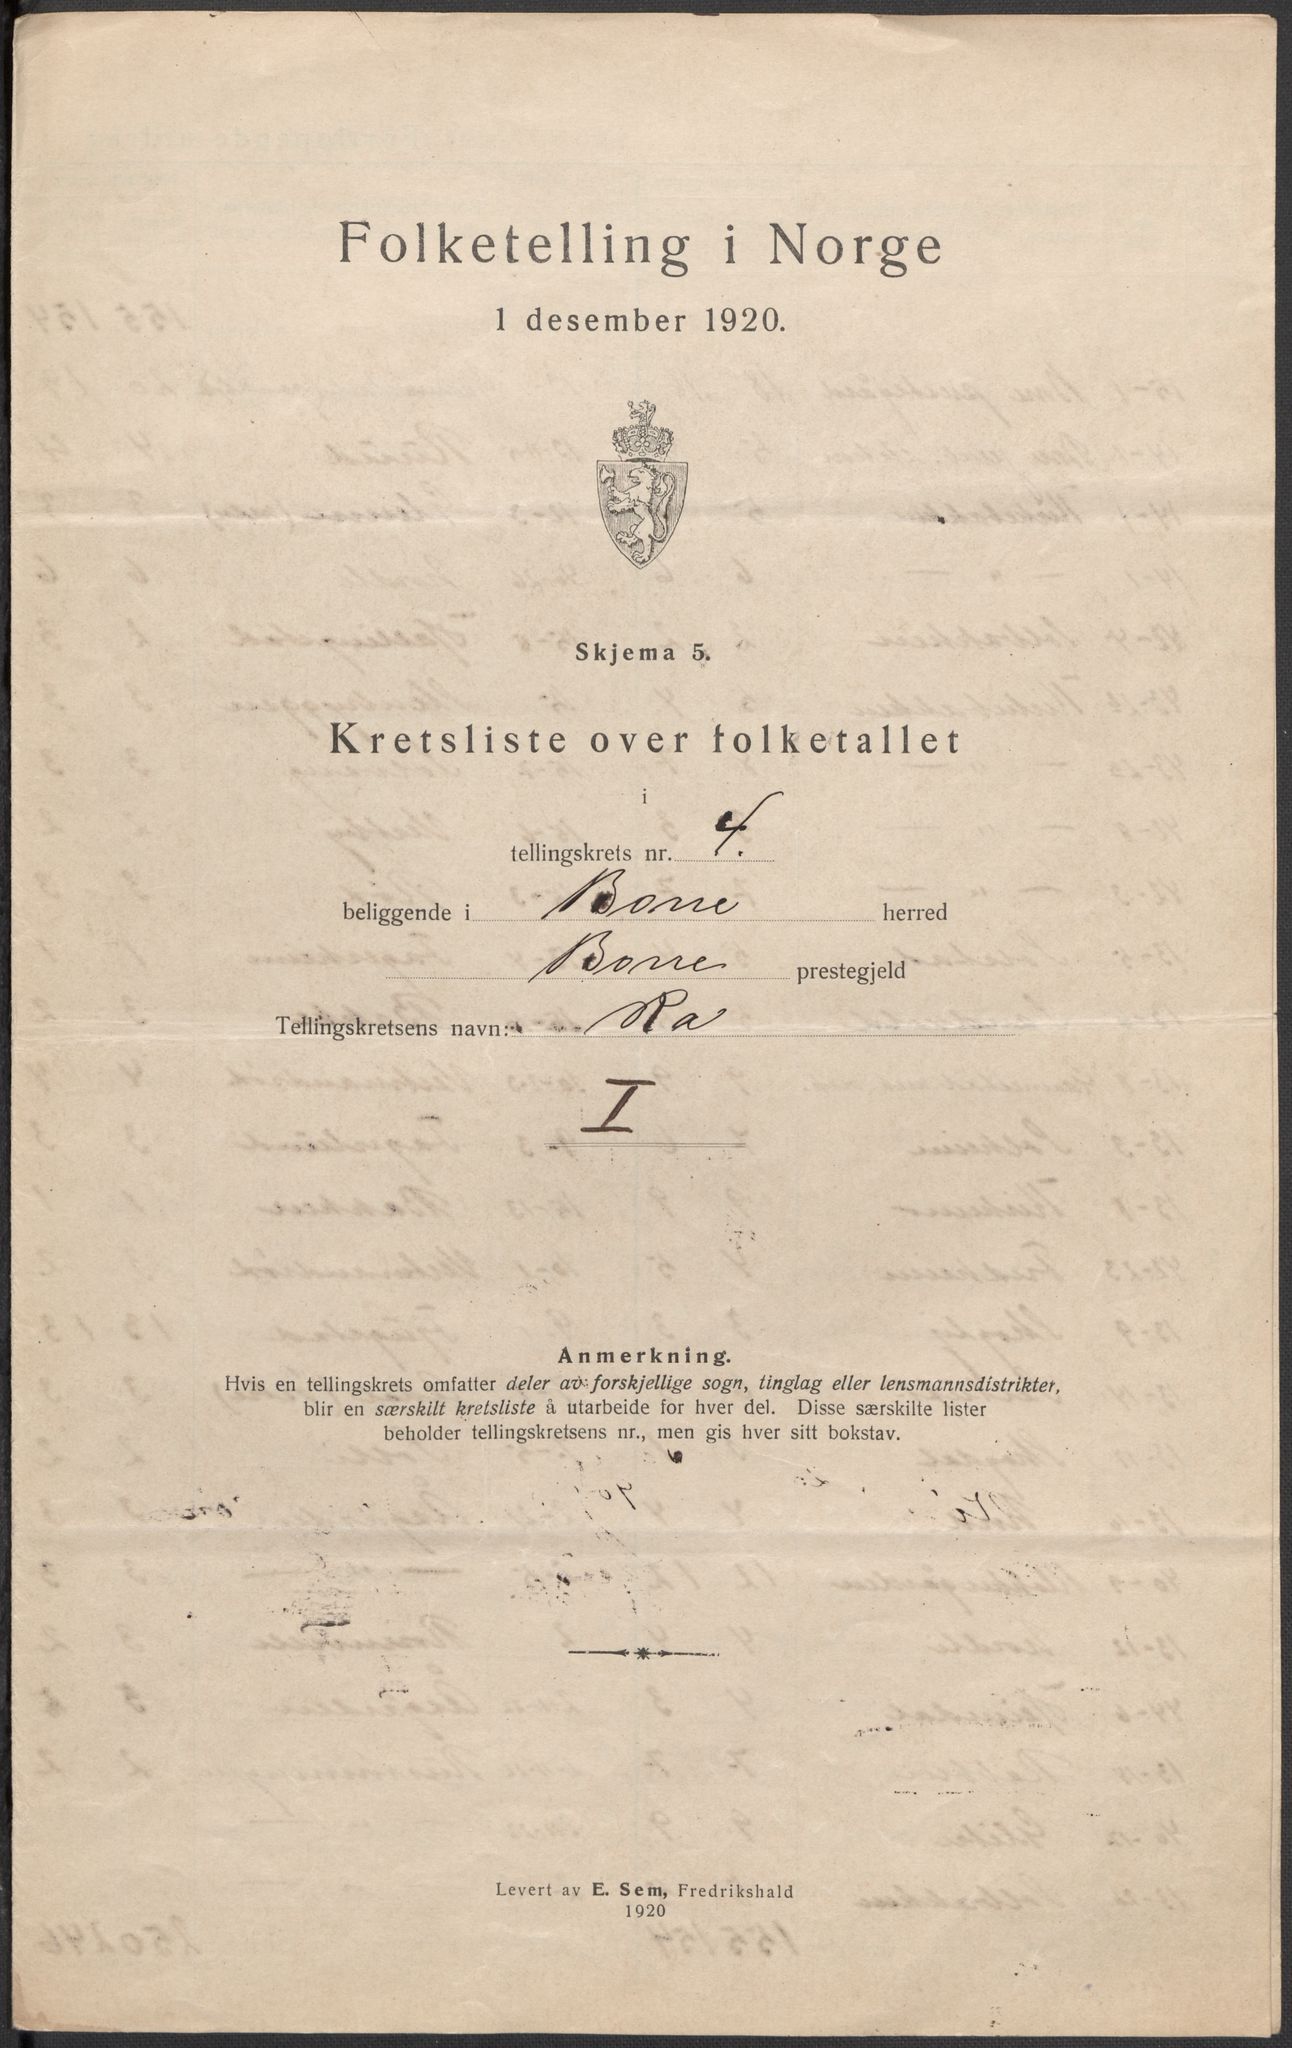 Folketelling i Norge
1 desember 1920.
Skjema 5.
Kretsliste over folketallet
i
tellingskrets nr. 4.
beliggende i Borre herred
Borre prestegjeld
Tellingskretsens navn: Ra
I
Anmerkning.
Hvis en tellingskrets omfatter deler av forskjellige sogn, tinglag eller lensmannsdistrikter,
blir en særskilt kretsliste å utarbeide for hver del. Disse særskilte lister
beholder tellingskretsens nr., men gis hver sitt bokstav.
Levert av E. Sem, Fredrikshald
1920